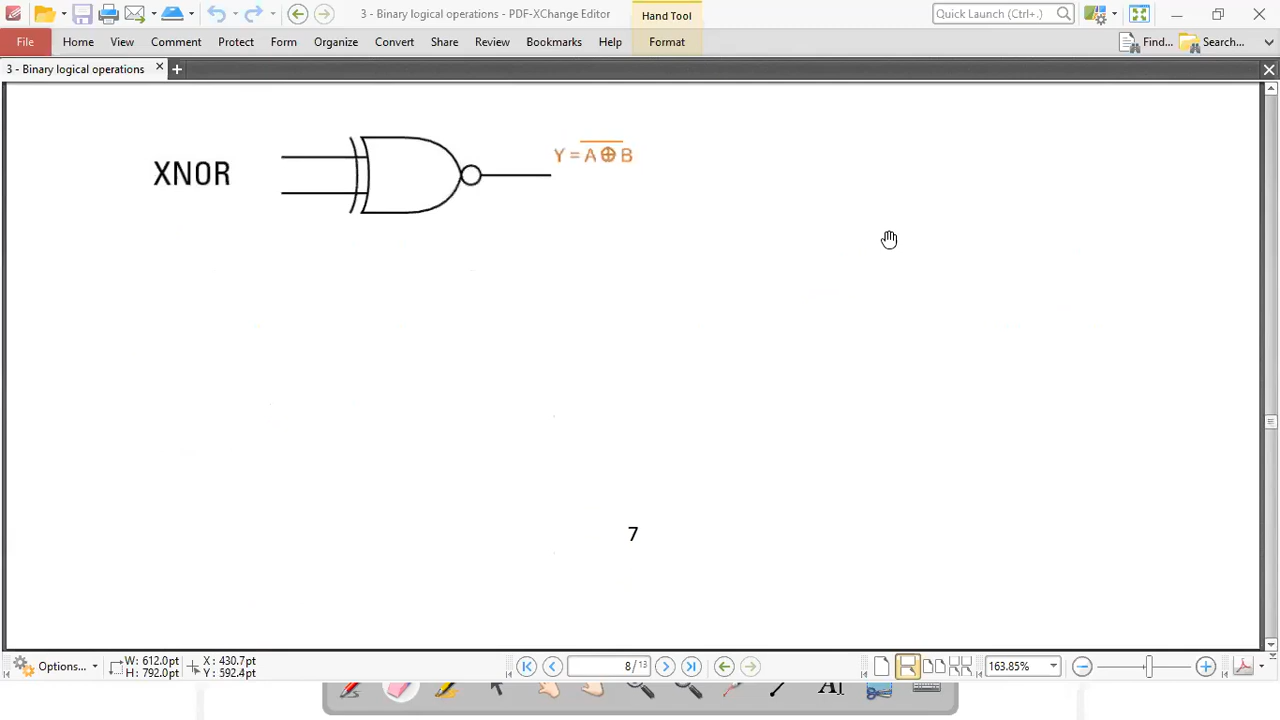 3 - Binary logical operations - PDF-XChange Editor
Hand Tool
Quick Launch (Ctrl+.)
File Home View Comment Protect Form Organize Convert Share Review Bookmarks Help Format Find... Search...
3 - Binary logical operations
XNOR
Y = A ⊕ B
7
Options...
W: 612.0pt
H: 792.0pt
X: 430.7pt
Y: 592.4pt
8 / 13
163.85%